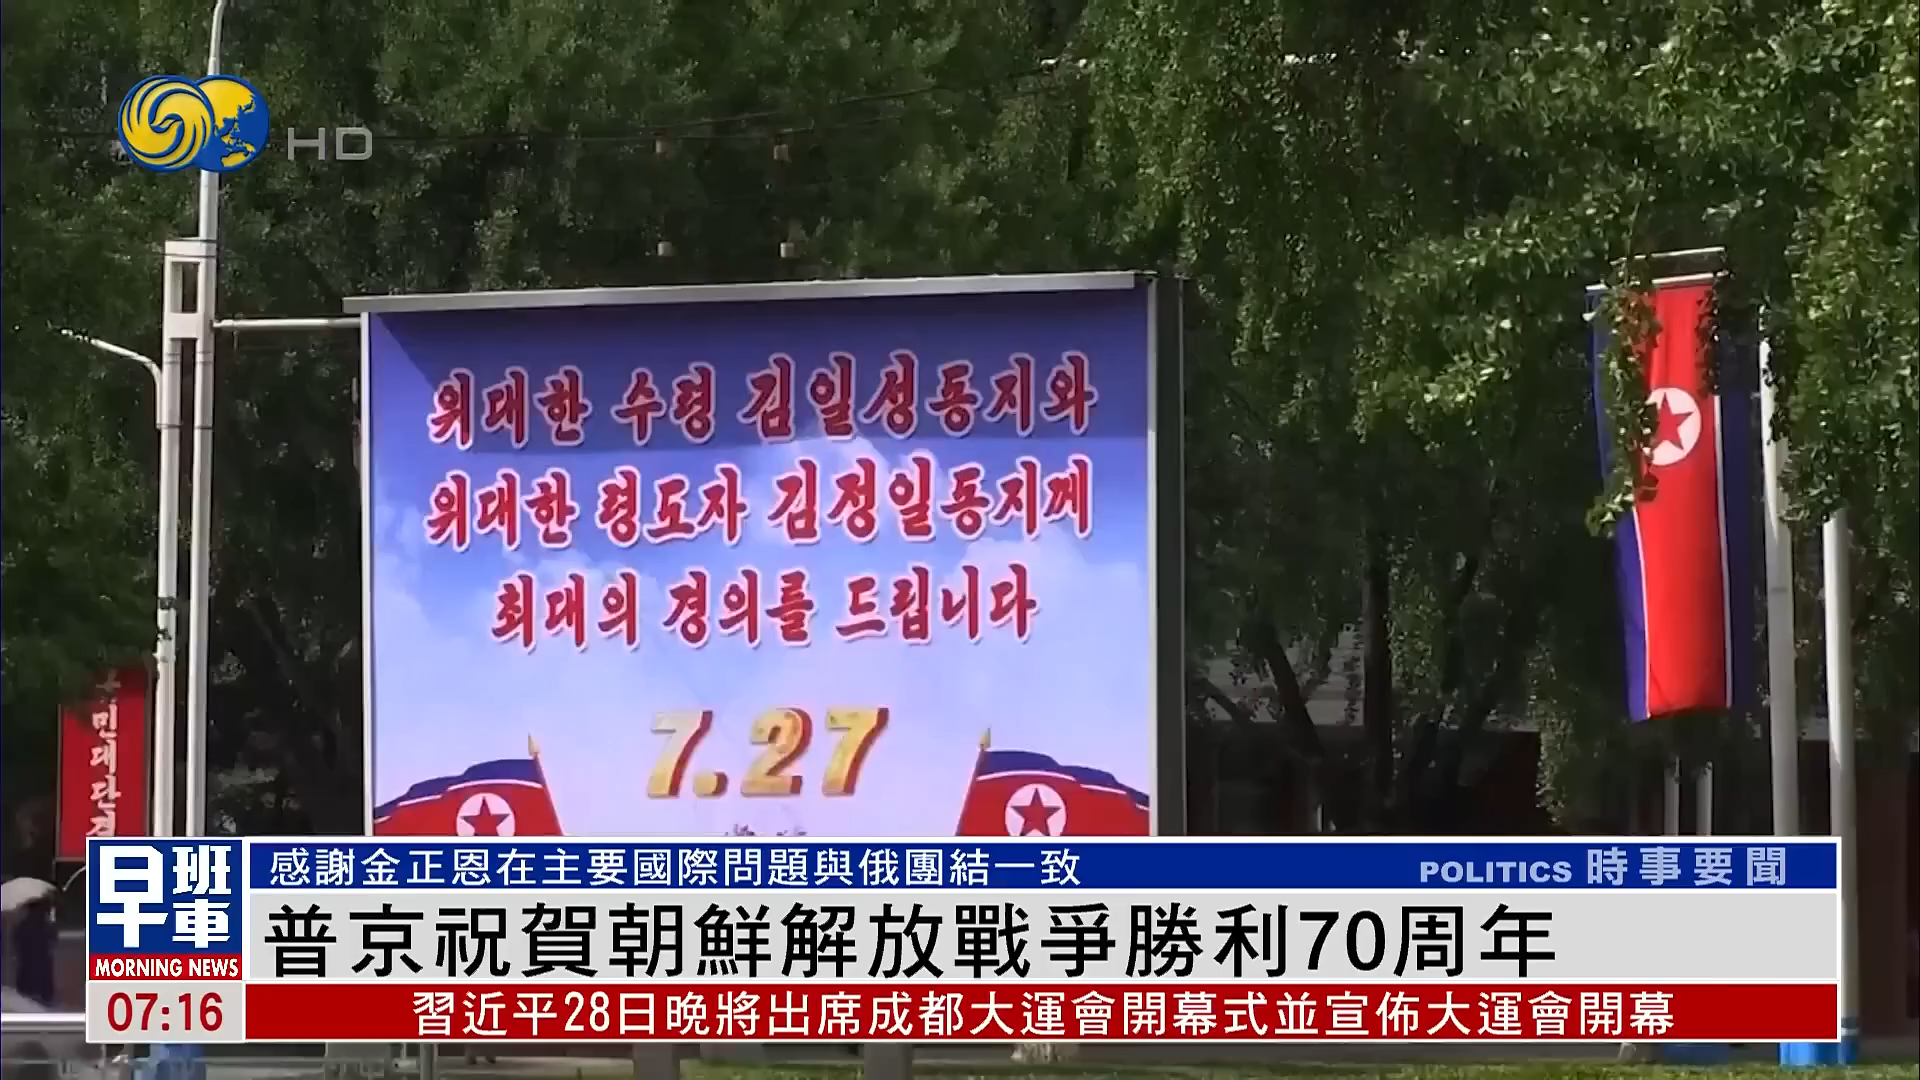 HD
위대한 수령 김일성동지와
위대한 령도자 김정일동지께
최대의 경의를 드립니다
7.27
민대단결
感謝金正恩在主要國際問題與俄團結一致
POLITICS 時事要聞
早班車
普京祝賀朝鮮解放戰爭勝利70周年
MORNING NEWS
07:16
習近平28日晚將出席成都大運會開幕式並宣佈大運會開幕